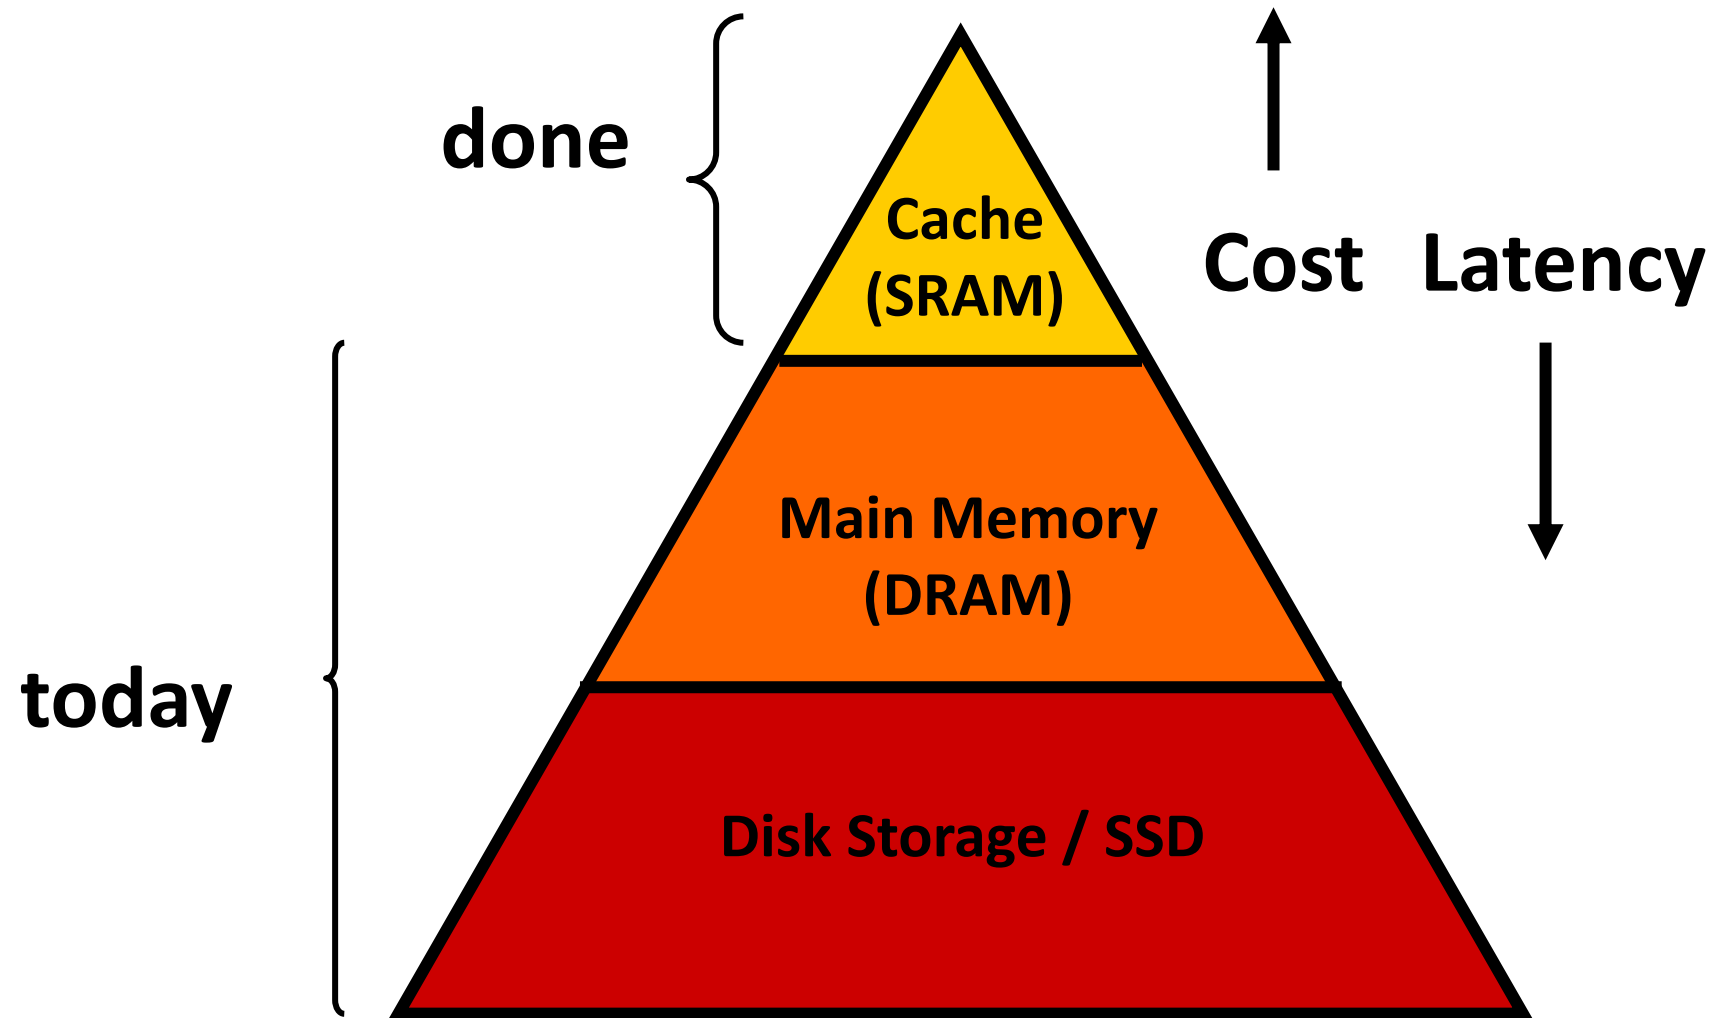 done
Cache
(SRAM)
Cost
Latency
Main Memory
(DRAM)
today
Disk Storage / SSD